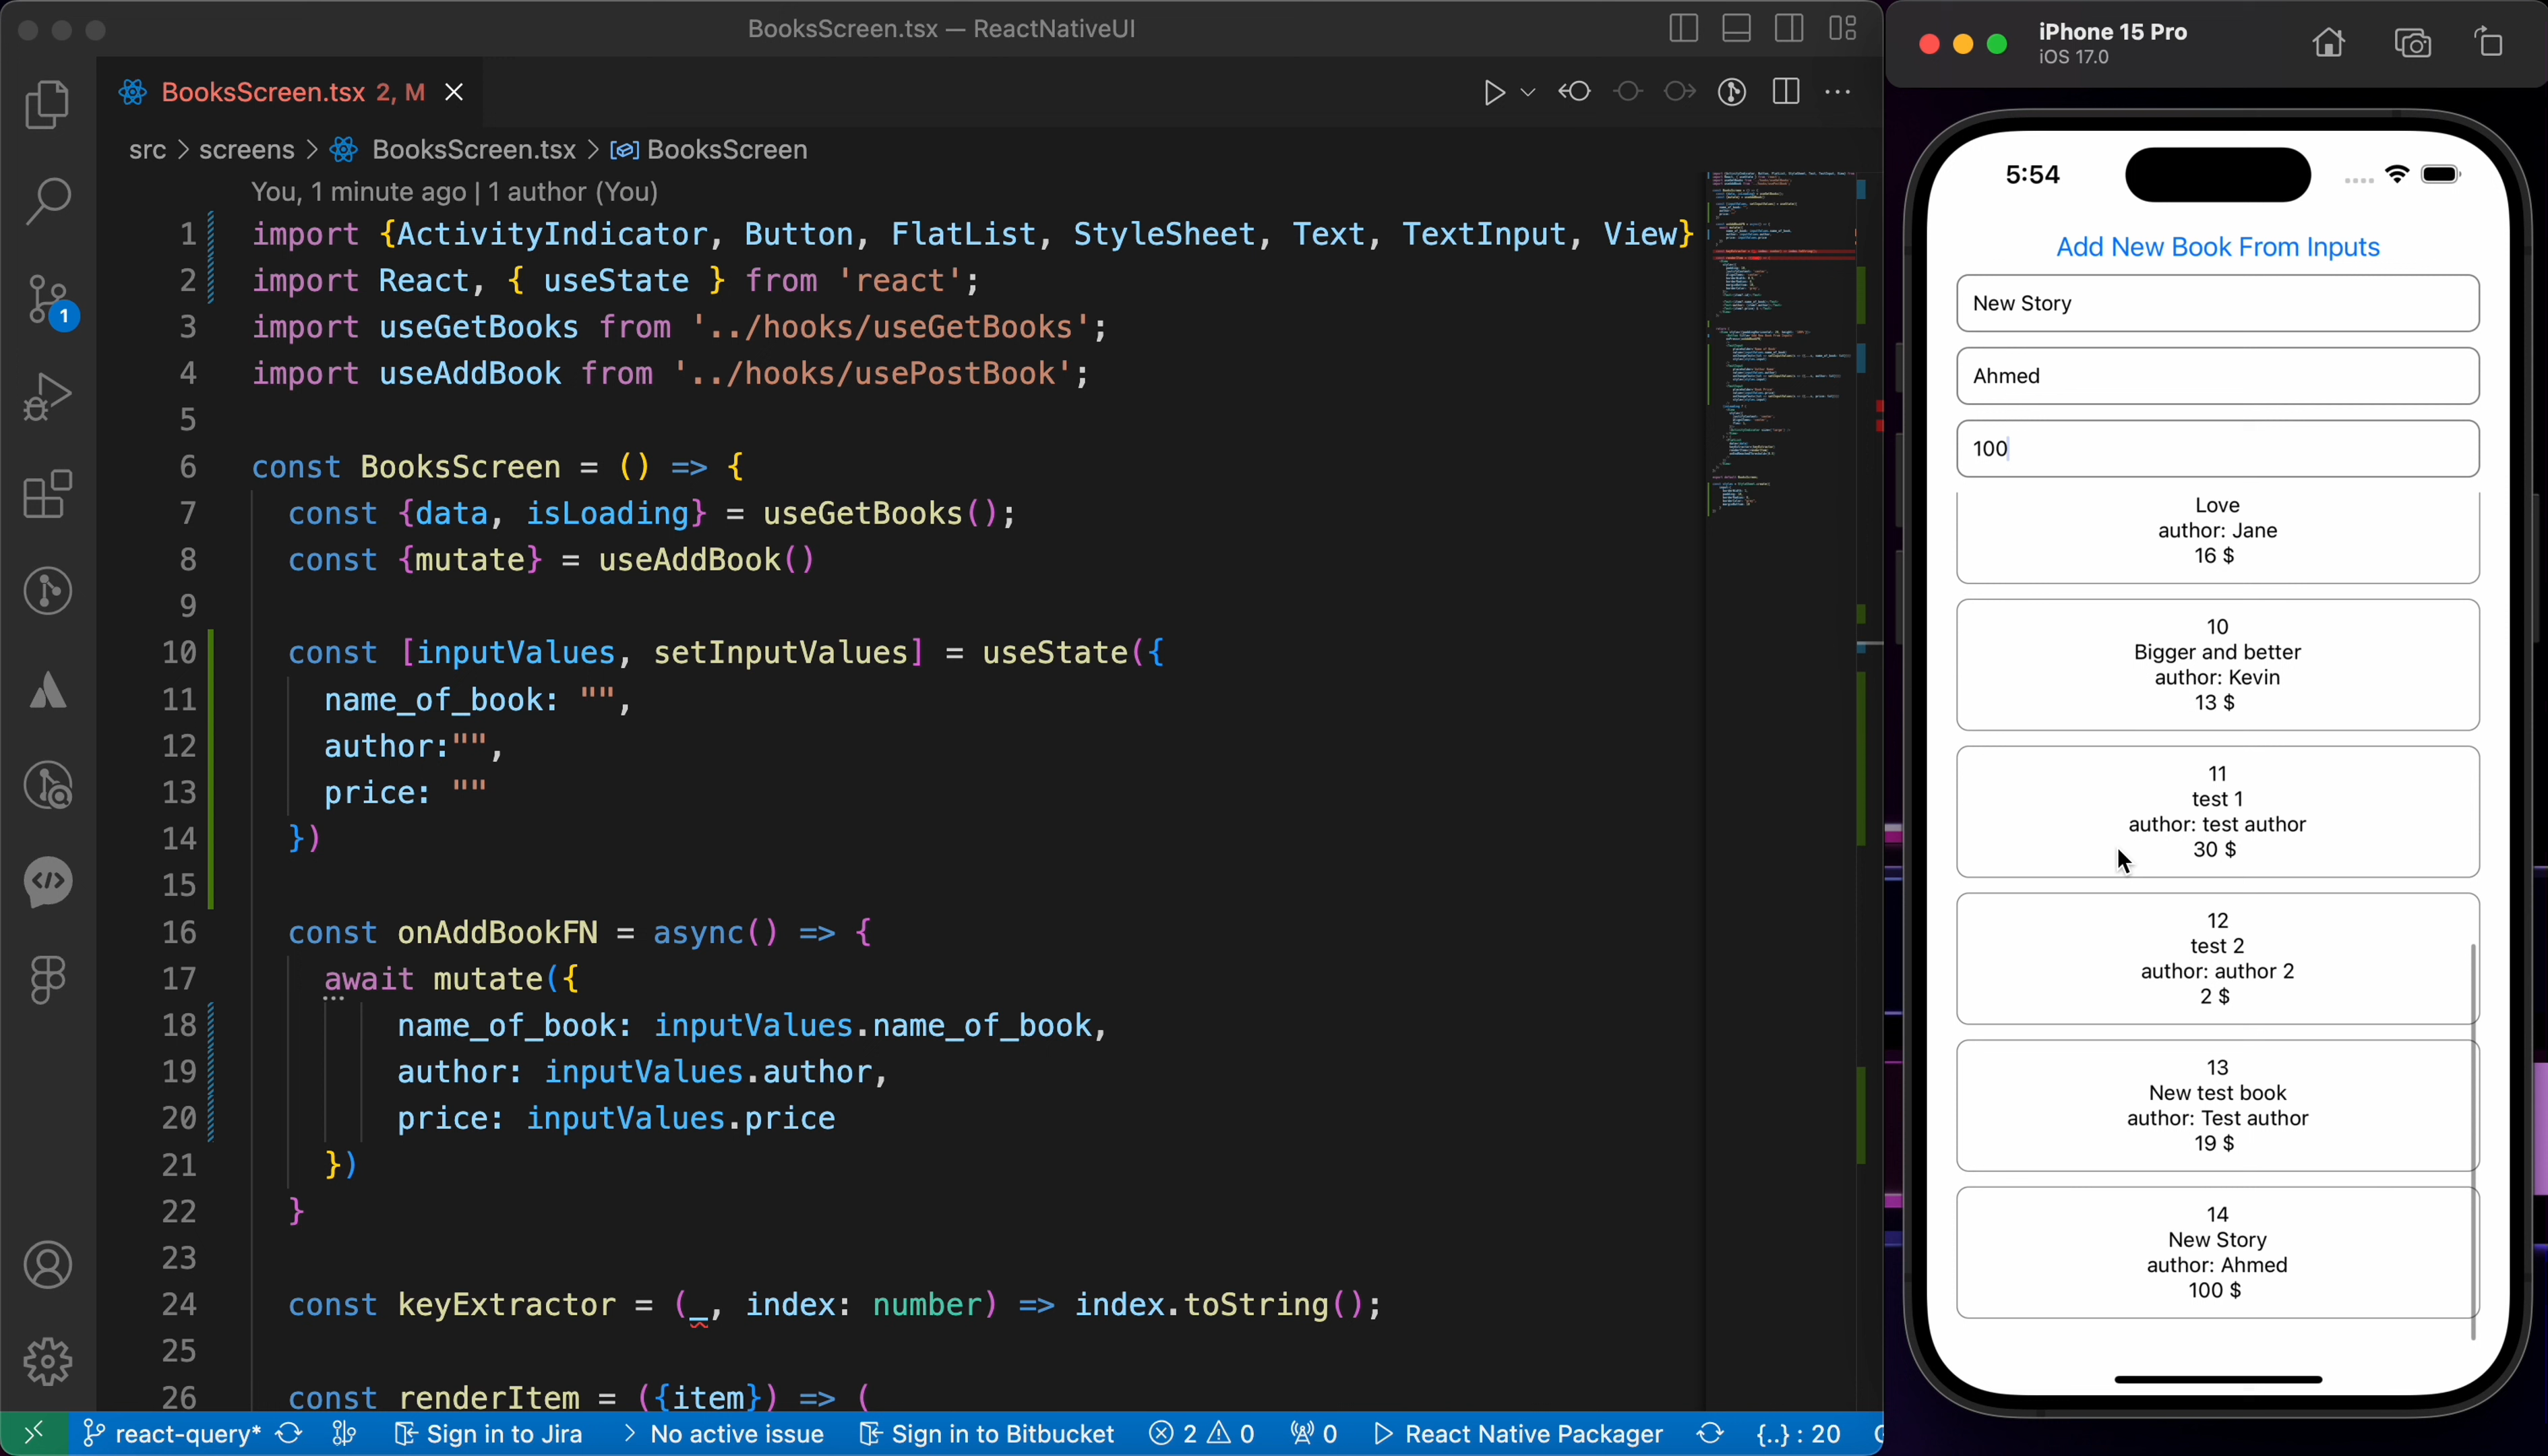 BooksScreen.tsx — ReactNativeUI
BooksScreen.tsx 2, M
src > screens > BooksScreen.tsx > BooksScreen
You, 1 minute ago | 1 author (You)
1 import {ActivityIndicator, Button, FlatList, StyleSheet, Text, TextInput, View}
2 import React, { useState } from 'react';
3 import useGetBooks from '../hooks/useGetBooks';
4 import useAddBook from '../hooks/usePostBook';
5
6 const BooksScreen = () => {
7 const {data, isLoading} = useGetBooks();
8 const {mutate} = useAddBook()
9
10 const [inputValues, setInputValues] = useState({
11 name_of_book: "",
12 author:"",
13 price: ""
14 })
15
16 const onAddBookFN = async() => {
17 await mutate({
18 name_of_book: inputValues.name_of_book,
19 author: inputValues.author,
20 price: inputValues.price
21 })
22 }
23
24 const keyExtractor = (_, index: number) => index.toString();
25
26 const renderItem = ({item}) => (
1
react-query* Sign in to Jira > No active issue Sign in to Bitbucket 2 0 0 React Native Packager {..} : 20
iPhone 15 Pro
iOS 17.0
5:54
Add New Book From Inputs
New Story
Ahmed
100
Love
author: Jane
16 $
10
Bigger and better
author: Kevin
13 $
11
test 1
author: test author
30 $
12
test 2
author: author 2
2 $
13
New test book
author: Test author
19 $
14
New Story
author: Ahmed
100 $